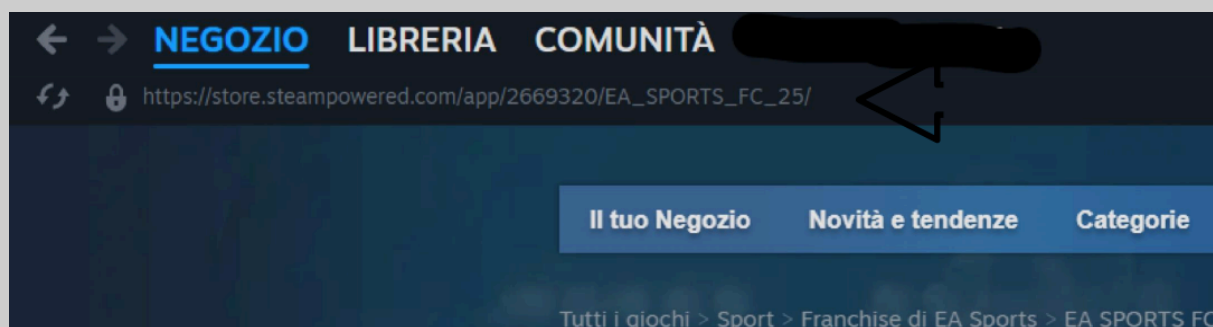 NEGOZIO LIBRERIA COMUNITÀ
https://store.steampowered.com/app/2669320/EA_SPORTS_FC_25/
Il tuo Negozio Novità e tendenze Categorie
Tutti i giochi > Sport > Franchise di EA Sports > EA SPORTS FC